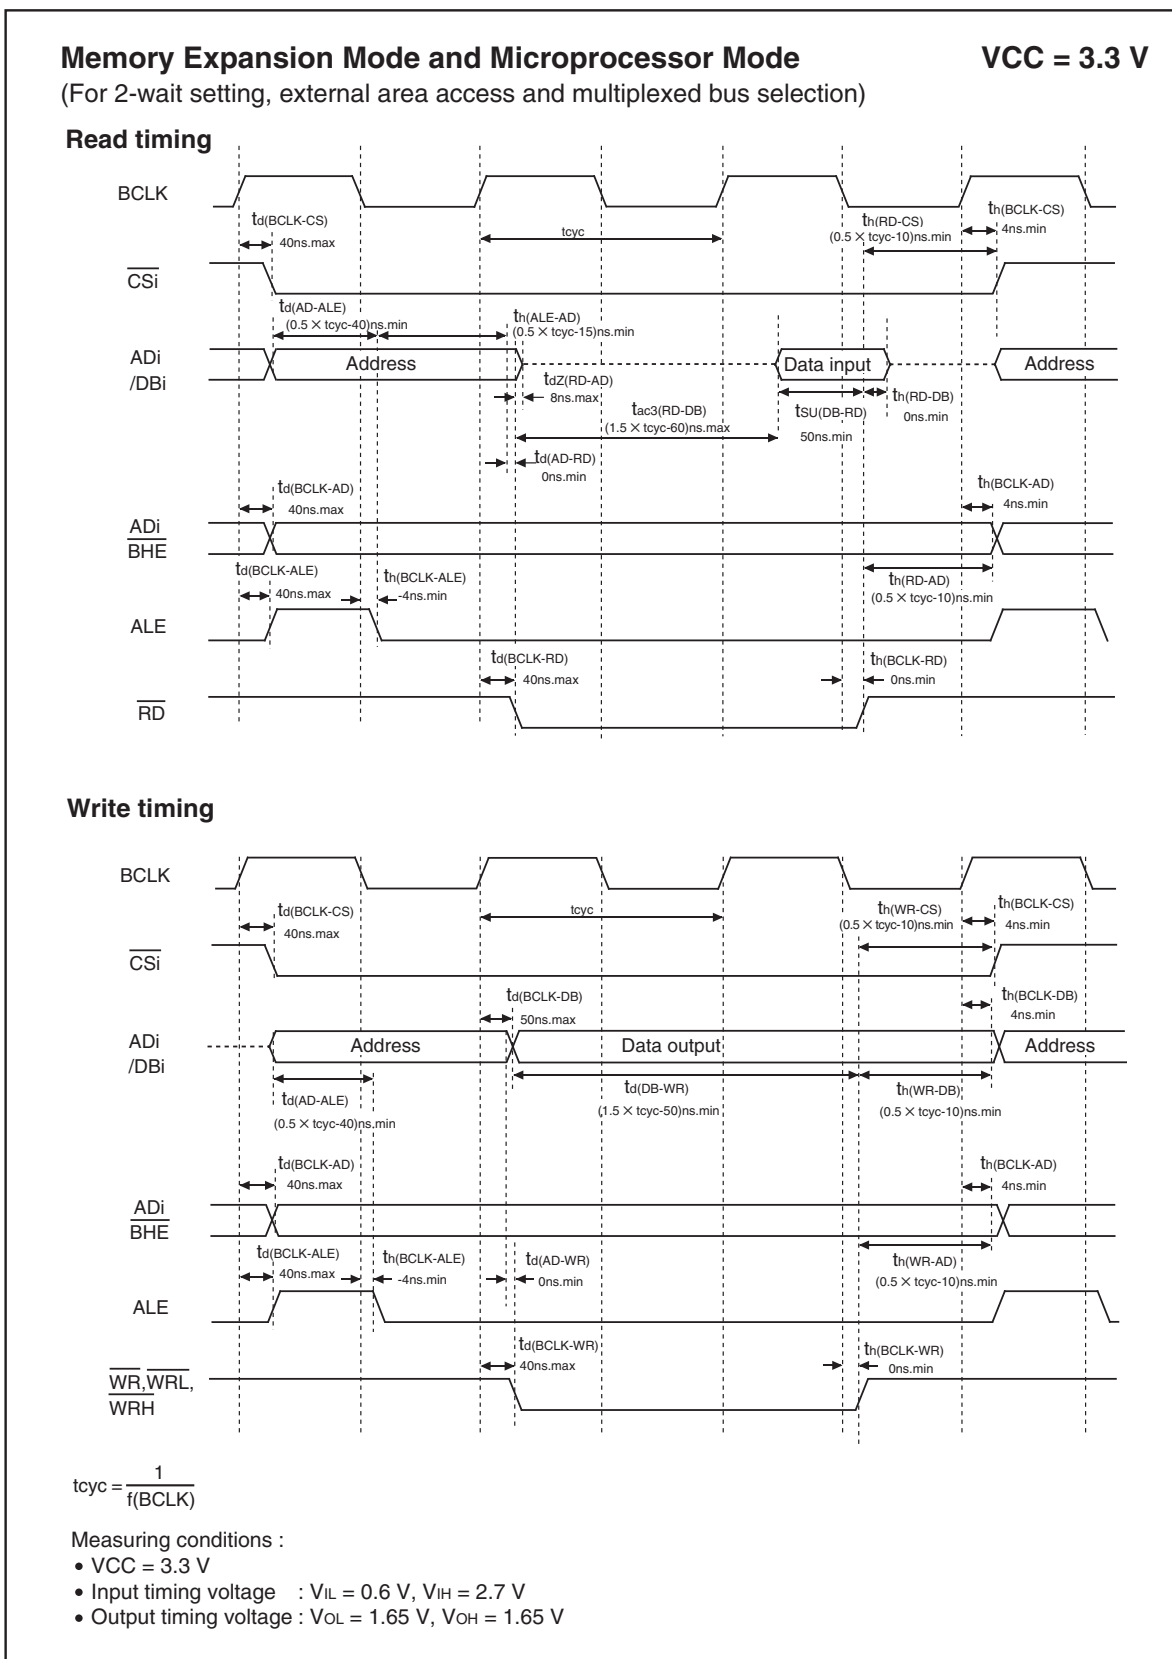 Memory Expansion Mode and Microprocessor Mode VCC = 3.3 V
(For 2-wait setting, external area access and multiplexed bus selection)
Read timing
BCLK
td(BCLK-CS)
40ns.max
tcyc
th(RD-CS)
(0.5 × tcyc-10)ns.min
th(BCLK-CS)
4ns.min
CSi
td(AD-ALE)
(0.5 × tcyc-40)ns.min
th(ALE-AD)
(0.5 × tcyc-15)ns.min
ADi
/DBi
Address
Data input
Address
tdZ(RD-AD)
8ns.max
tac3(RD-DB)
(1.5 × tcyc-60)ns.max
tSU(DB-RD)
50ns.min
th(RD-DB)
0ns.min
td(AD-RD)
0ns.min
td(BCLK-AD)
40ns.max
th(BCLK-AD)
4ns.min
ADi
BHE
td(BCLK-ALE)
40ns.max
th(BCLK-ALE)
-4ns.min
th(RD-AD)
(0.5 × tcyc-10)ns.min
ALE
td(BCLK-RD)
40ns.max
th(BCLK-RD)
0ns.min
RD
Write timing
BCLK
td(BCLK-CS)
40ns.max
tcyc
th(WR-CS)
(0.5 × tcyc-10)ns.min
th(BCLK-CS)
4ns.min
CSi
td(BCLK-DB)
50ns.max
th(BCLK-DB)
4ns.min
ADi
/DBi
Address
Data output
Address
td(AD-ALE)
(0.5 × tcyc-40)ns.min
td(DB-WR)
(1.5 × tcyc-50)ns.min
th(WR-DB)
(0.5 × tcyc-10)ns.min
td(BCLK-AD)
40ns.max
th(BCLK-AD)
4ns.min
ADi
BHE
td(BCLK-ALE)
40ns.max
th(BCLK-ALE)
-4ns.min
td(AD-WR)
0ns.min
th(WR-AD)
(0.5 × tcyc-10)ns.min
ALE
td(BCLK-WR)
40ns.max
th(BCLK-WR)
0ns.min
WR,WRL,
WRH
tcyc = 1
f(BCLK)
Measuring conditions :
• VCC = 3.3 V
• Input timing voltage : VIL = 0.6 V, VIH = 2.7 V
• Output timing voltage : VOL = 1.65 V, VOH = 1.65 V